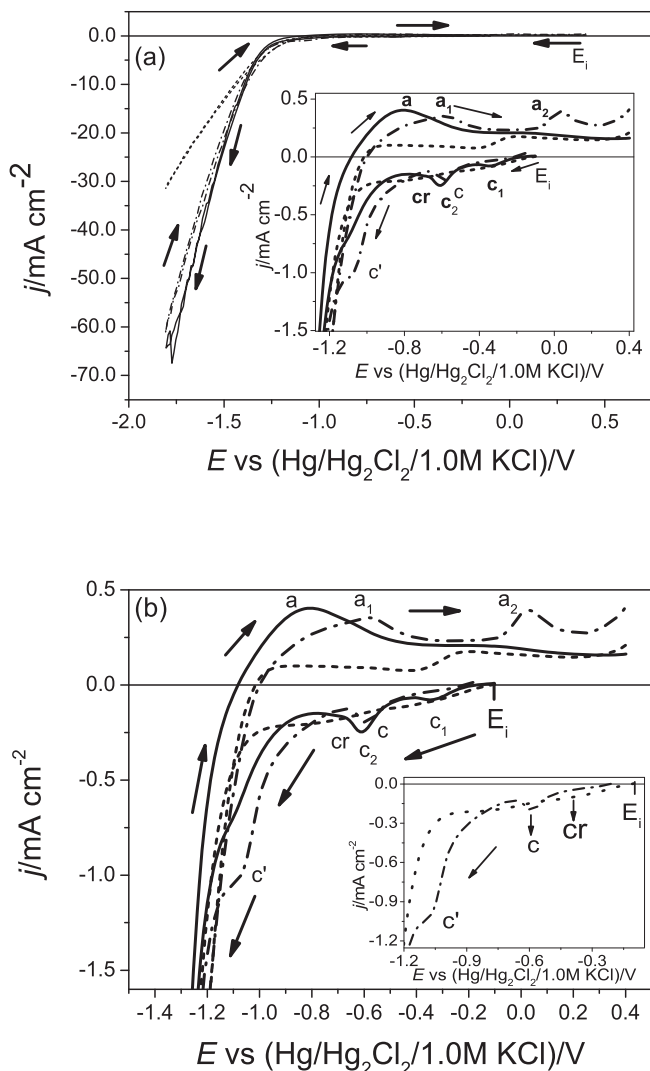 (a)
E_i
0.0
-10.0
-20.0
-30.0
-40.0
-50.0
-60.0
-70.0
j/mA cm⁻²
-2.0 -1.5 -1.0 -0.5 0.0 0.5
E vs (Hg/Hg₂Cl₂/1.0M KCl)/V
a a₁ a₂
0.5
0.0
-0.5
-1.0
-1.5
j/mA cm⁻²
E_i
cr c₂ c c₁
c'
-1.2 -0.8 -0.4 0.0 0.4
E vs (Hg/Hg₂Cl₂/1.0M KCl)/V
(b)
a a₁ a₂
0.5
0.0
-0.5
-1.0
-1.5
j/mA cm⁻²
E_i
cr c₂ c c₁
c'
-1.4 -1.2 -1.0 -0.8 -0.6 -0.4 -0.2 0.0 0.2 0.4
E vs (Hg/Hg₂Cl₂/1.0M KCl)/V
0.0
-0.3
-0.6
-0.9
-1.2
j/mA cm⁻²
E_i
c cr
c'
-1.2 -0.9 -0.6 -0.3
E vs (Hg/Hg₂Cl₂/1.0M KCl)/V